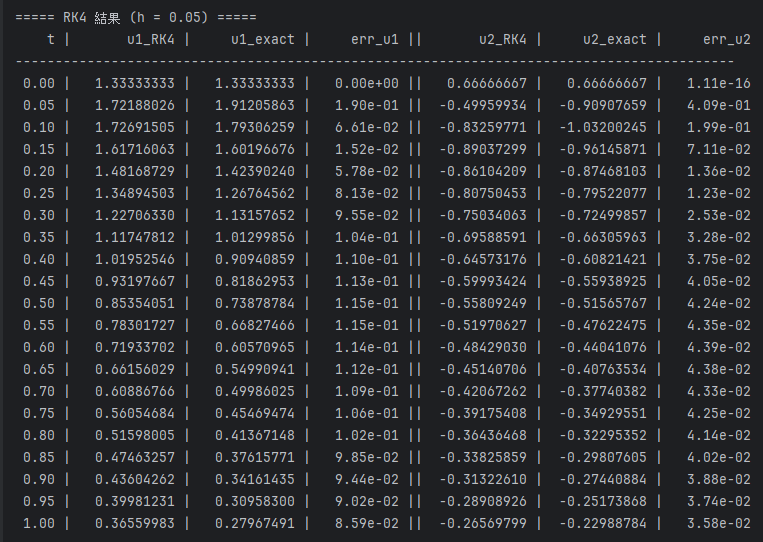 ===== RK4 結果 (h = 0.05) =====
t | u1_RK4 | u1_exact | err_u1 || u2_RK4 | u2_exact | err_u2
------------------------------------------------------------------------------------------
0.00 | 1.33333333 | 1.33333333 | 0.00e+00 || 0.66666667 | 0.66666667 | 1.11e-16
0.05 | 1.72188026 | 1.91205863 | 1.90e-01 || -0.49959934 | -0.90907659 | 4.09e-01
0.10 | 1.72691505 | 1.79306259 | 6.61e-02 || -0.83259771 | -1.03200245 | 1.99e-01
0.15 | 1.61716063 | 1.60196676 | 1.52e-02 || -0.89037299 | -0.96145871 | 7.11e-02
0.20 | 1.48168729 | 1.42390240 | 5.78e-02 || -0.86104209 | -0.87468103 | 1.36e-02
0.25 | 1.34894503 | 1.26764562 | 8.13e-02 || -0.80750453 | -0.79522077 | 1.23e-02
0.30 | 1.22706330 | 1.13157652 | 9.55e-02 || -0.75034063 | -0.72499857 | 2.53e-02
0.35 | 1.11747812 | 1.01299856 | 1.04e-01 || -0.69588591 | -0.66305963 | 3.28e-02
0.40 | 1.01952546 | 0.90940859 | 1.10e-01 || -0.64573176 | -0.60821421 | 3.75e-02
0.45 | 0.93197667 | 0.81862953 | 1.13e-01 || -0.59993424 | -0.55938925 | 4.05e-02
0.50 | 0.85354051 | 0.73878784 | 1.15e-01 || -0.55809249 | -0.51565767 | 4.24e-02
0.55 | 0.78301727 | 0.66827466 | 1.15e-01 || -0.51970627 | -0.47622475 | 4.35e-02
0.60 | 0.71933702 | 0.60570965 | 1.14e-01 || -0.48429030 | -0.44041076 | 4.39e-02
0.65 | 0.66156029 | 0.54990941 | 1.12e-01 || -0.45140706 | -0.40763534 | 4.38e-02
0.70 | 0.60886766 | 0.49986025 | 1.09e-01 || -0.42067262 | -0.37740382 | 4.33e-02
0.75 | 0.56054684 | 0.45469474 | 1.06e-01 || -0.39175408 | -0.34929551 | 4.25e-02
0.80 | 0.51598005 | 0.41367148 | 1.02e-01 || -0.36436468 | -0.32295352 | 4.14e-02
0.85 | 0.47463257 | 0.37615771 | 9.85e-02 || -0.33825859 | -0.29807605 | 4.02e-02
0.90 | 0.43604262 | 0.34161435 | 9.44e-02 || -0.31322610 | -0.27440884 | 3.88e-02
0.95 | 0.39981231 | 0.30958300 | 9.02e-02 || -0.28908926 | -0.25173868 | 3.74e-02
1.00 | 0.36559983 | 0.27967491 | 8.59e-02 || -0.26569799 | -0.22988784 | 3.58e-02